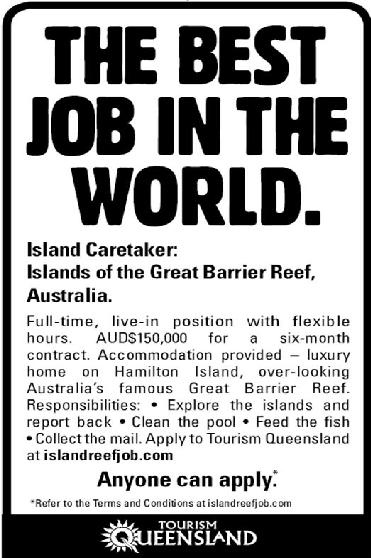 THE BEST
JOB IN THE
WORLD.
Island Caretaker:
Islands of the Great Barrier Reef,
Australia.
Full-time, live-in position with flexible
hours. AUD$150,000 for a six-month
contract. Accommodation provided – luxury
home on Hamilton Island, over-looking
Australia's famous Great Barrier Reef.
Responsibilities: • Explore the islands and
report back • Clean the pool • Feed the fish
• Collect the mail. Apply to Tourism Queensland
at islandreefjob.com
Anyone can apply.*
*Refer to the Terms and Conditions at islandreefjob.com
TOURISM
QUEENSLAND